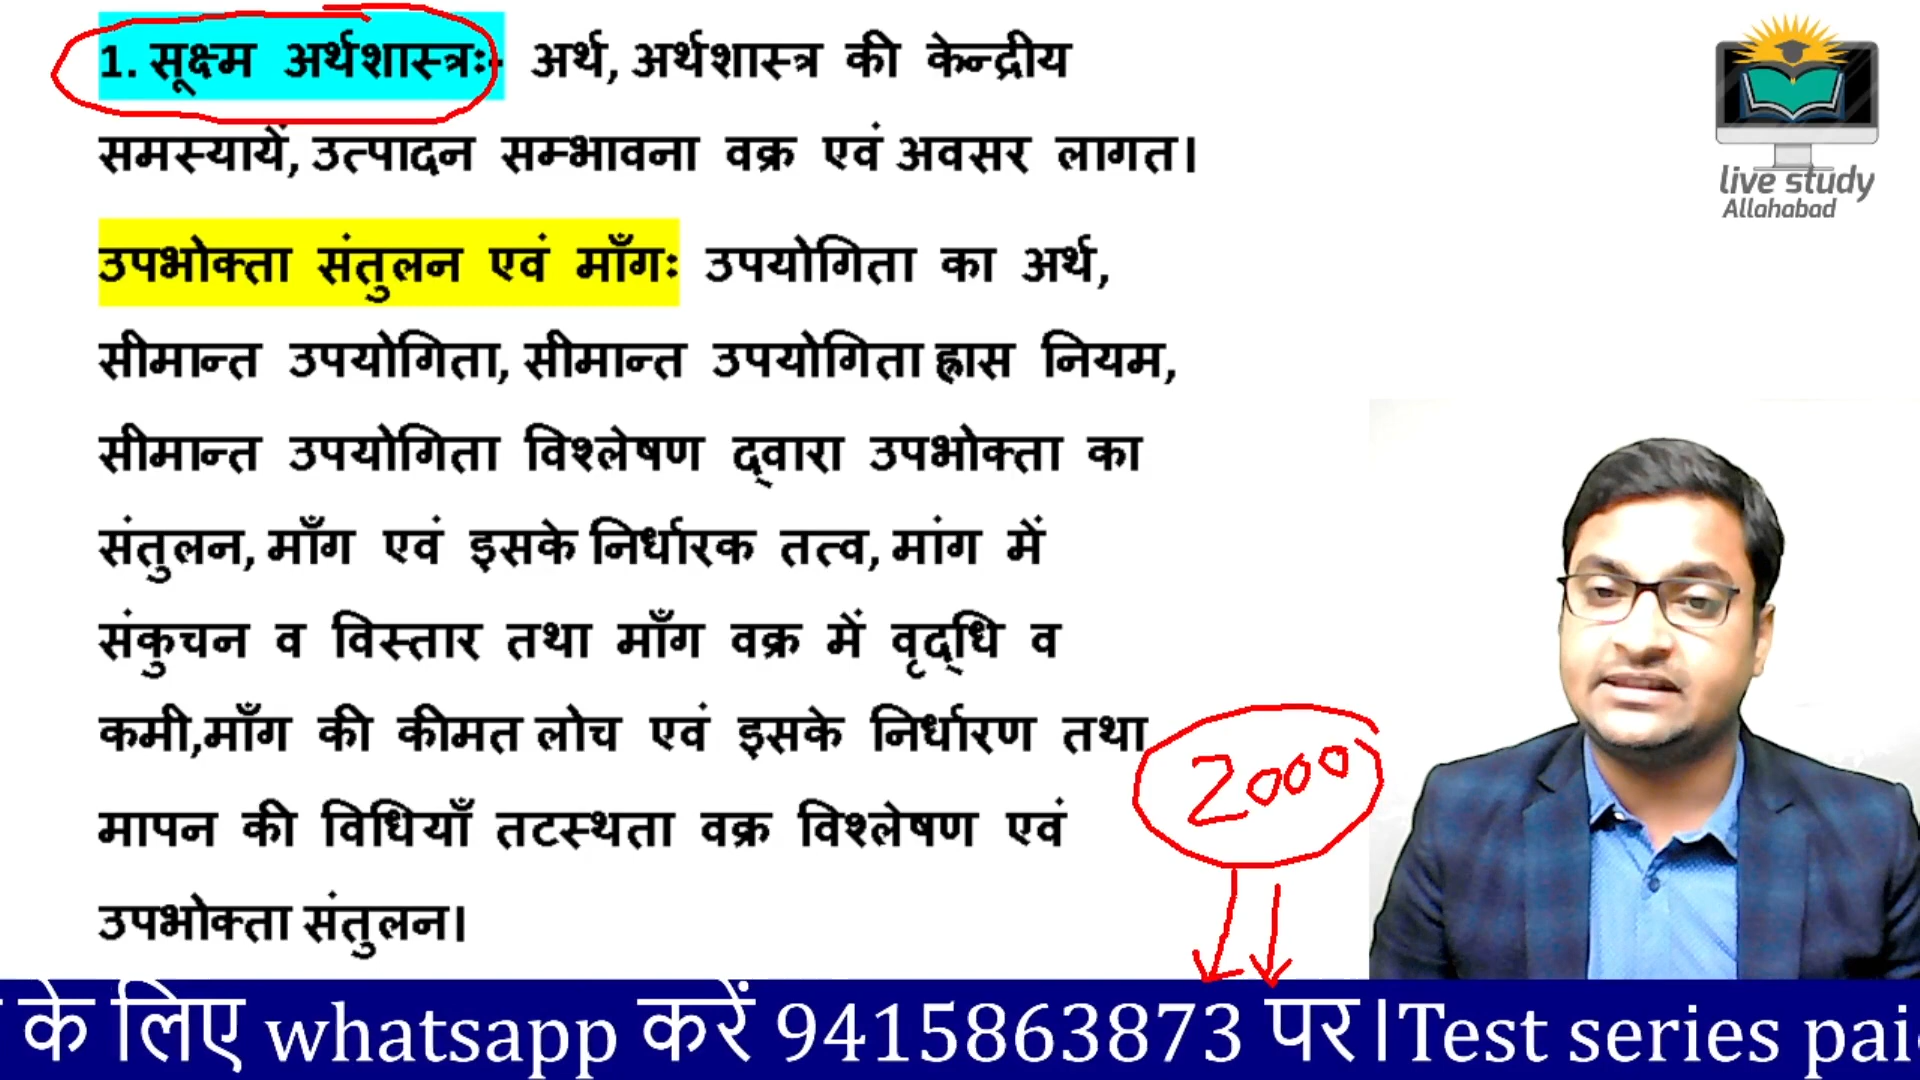 1. सूक्ष्म अर्थशास्त्रः- अर्थ, अर्थशास्त्र की केन्द्रीय
समस्यायें, उत्पादन सम्भावना वक्र एवं अवसर लागत।
उपभोक्ता संतुलन एवं माँगः उपयोगिता का अर्थ,
सीमान्त उपयोगिता, सीमान्त उपयोगिता ह्रास नियम,
सीमान्त उपयोगिता विश्लेषण द्वारा उपभोक्ता का
संतुलन, माँग एवं इसके निर्धारक तत्व, मांग में
संकुचन व विस्तार तथा माँग वक्र में वृद्धि व
कमी,माँग की कीमत लोच एवं इसके निर्धारण तथा
मापन की विधियाँ तटस्थता वक्र विश्लेषण एवं
उपभोक्ता संतुलन।
2000
live study
Allahabad
के लिए whatsapp करें 9415863873 पर।Test series